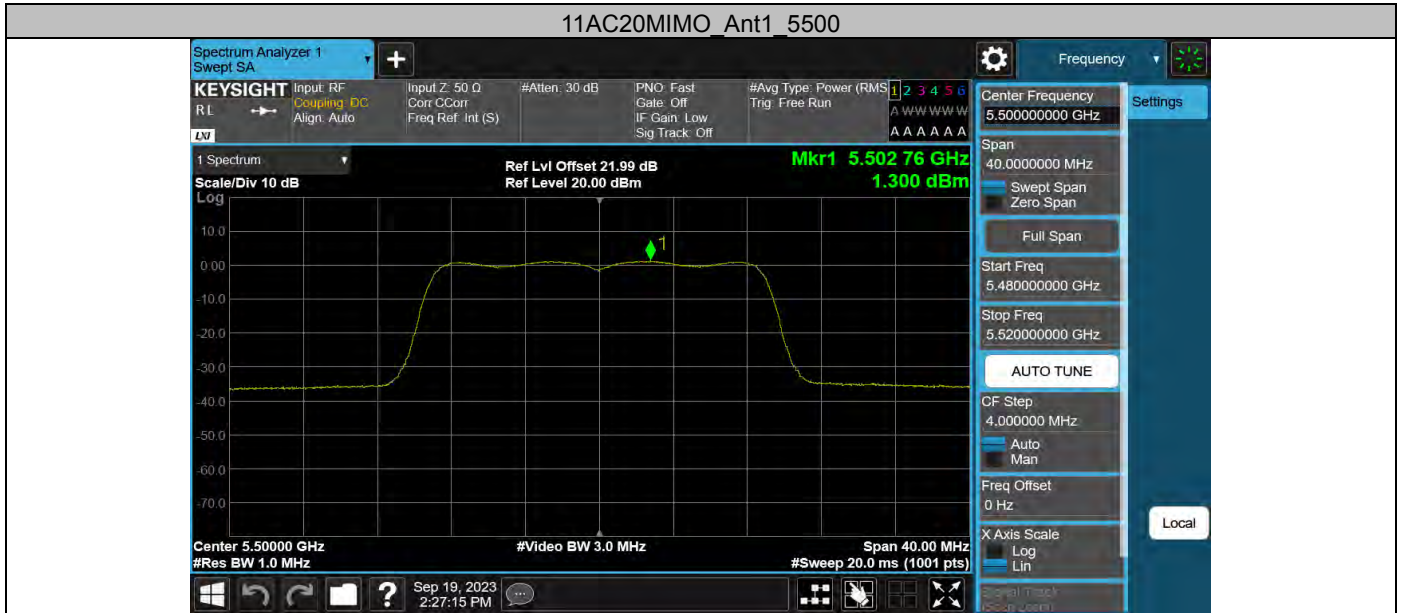 11AC20MIMO_Ant1_5500
Spectrum Analyzer 1
Swept SA
+
Frequency
KEYSIGHT
RL
LXI
Input: RF
Coupling: DC
Align: Auto
Input Z: 50 Ω
Corr CCorr
Freq Ref: Int (S)
#Atten: 30 dB
PNO: Fast
Gate: Off
IF Gain: Low
Sig Track: Off
#Avg Type: Power (RMS
Trig: Free Run
1 2 3 4 5 6
A W W W W W
A A A A A A
1 Spectrum
Scale/Div 10 dB
Log
Ref Lvl Offset 21.99 dB
Ref Level 20.00 dBm
Mkr1 5.502 76 GHz
1.300 dBm
10.0
0.00
-10.0
-20.0
-30.0
-40.0
-50.0
-60.0
-70.0
1
Center 5.50000 GHz
#Res BW 1.0 MHz
#Video BW 3.0 MHz
Span 40.00 MHz
#Sweep 20.0 ms (1001 pts)
Center Frequency
5.500000000 GHz
Settings
Span
40.0000000 MHz
Swept Span
Zero Span
Full Span
Start Freq
5.480000000 GHz
Stop Freq
5.520000000 GHz
AUTO TUNE
CF Step
4.000000 MHz
Auto
Man
Freq Offset
0 Hz
X Axis Scale
Log
Lin
Local
Signal Track
(Span Zoom)
?
Sep 19, 2023
2:27:15 PM